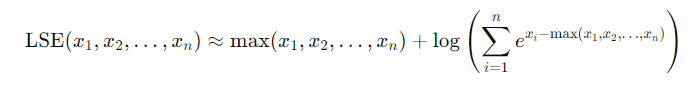 LSE(x₁, x₂, . . . , xₙ) ≈ max(x₁, x₂, . . . , xₙ) + log ( ∑ᵢ₌₁ⁿ e^{xᵢ−max(x₁,x₂,...,xₙ)} )